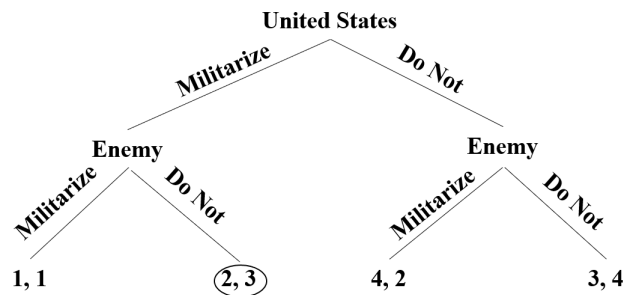 United States
Militarize
Do Not
Enemy
Enemy
Militarize
Do Not
Militarize
Do Not
1, 1
2, 3
4, 2
3, 4